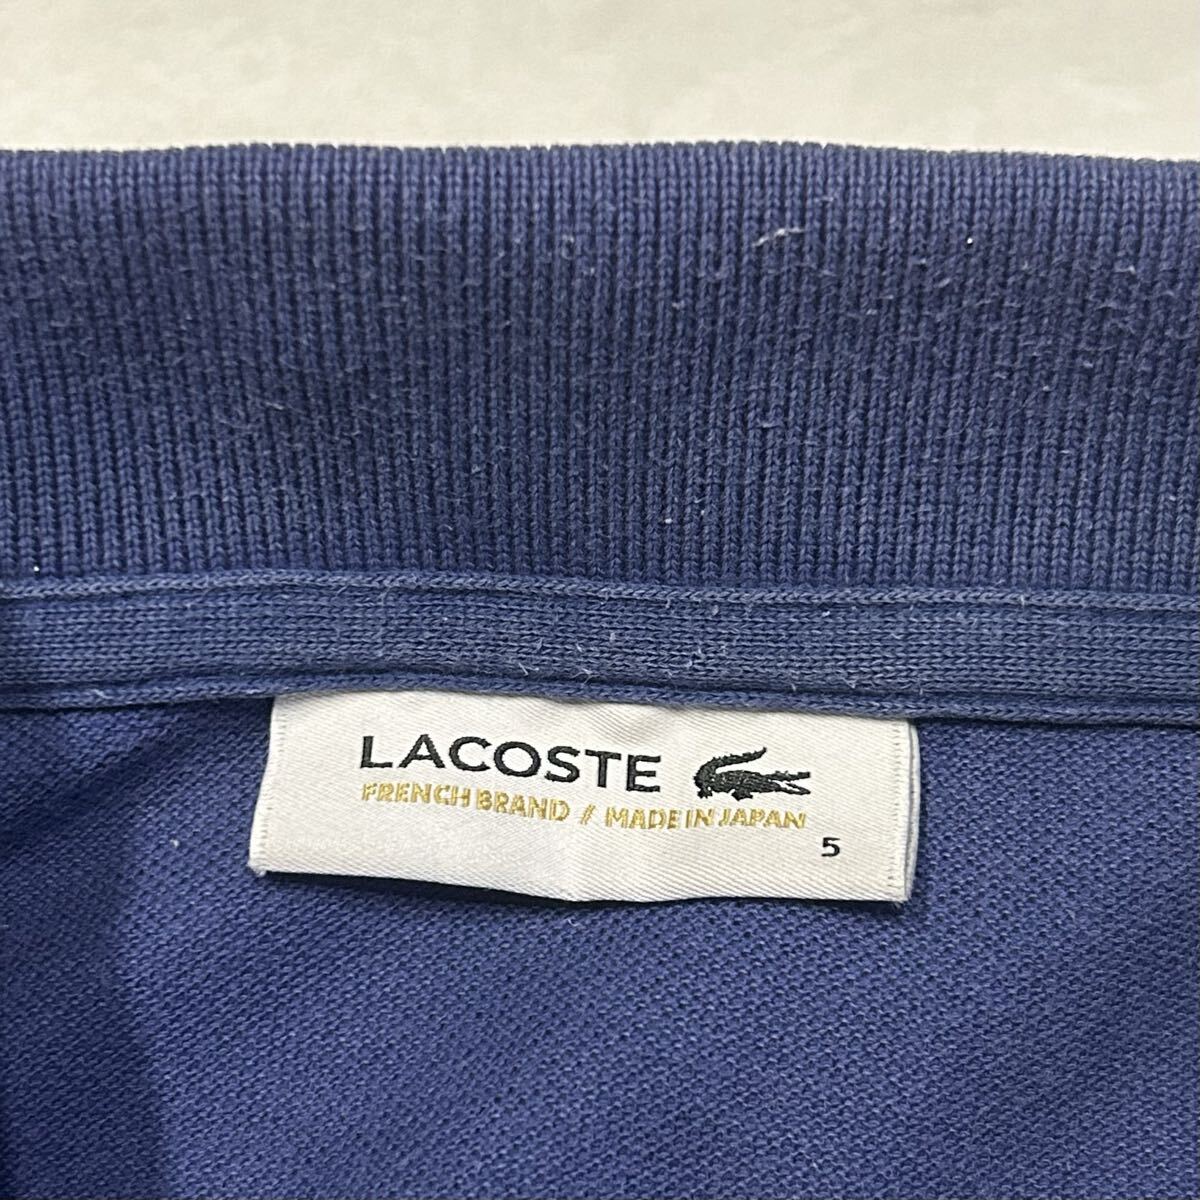 LACOSTE
FRENCH BRAND / MADE IN JAPAN
5